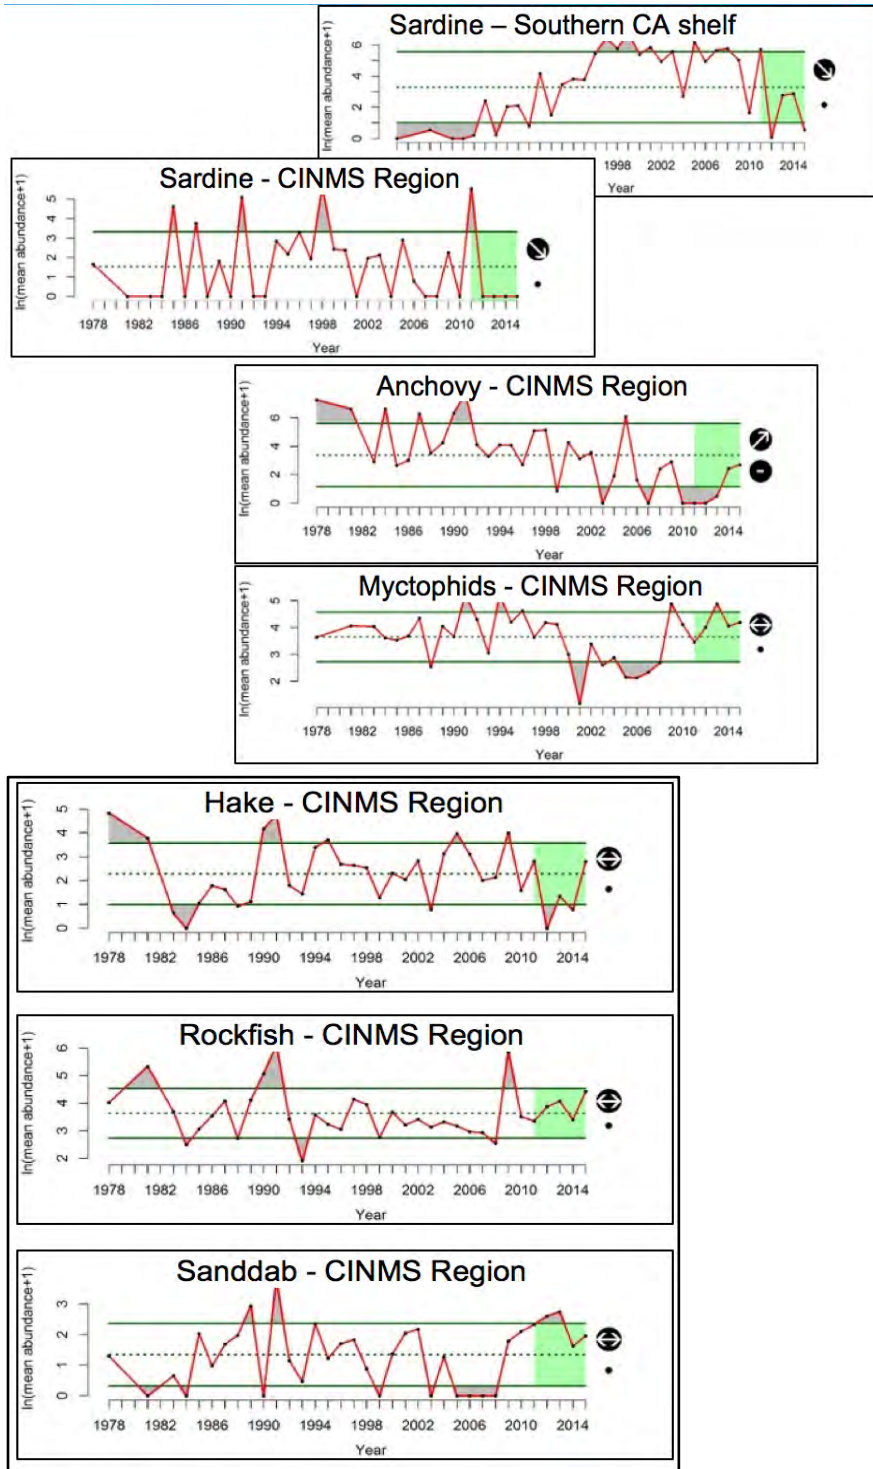 Sardine – Southern CA shelf
ln(mean abundance+1)
0 2 4 6
1998 2002 2006 2010 2014
Year
Sardine - CINMS Region
ln(mean abundance+1)
0 1 2 3 4 5
1978 1982 1986 1990 1994 1998 2002 2006 2010 2014
Year
Anchovy - CINMS Region
ln(mean abundance+1)
0 2 4 6
1978 1982 1986 1990 1994 1998 2002 2006 2010 2014
Year
Myctophids - CINMS Region
ln(mean abundance+1)
2 3 4 5
1978 1982 1986 1990 1994 1998 2002 2006 2010 2014
Year
Hake - CINMS Region
ln(mean abundance+1)
0 1 2 3 4 5
1978 1982 1986 1990 1994 1998 2002 2006 2010 2014
Year
Rockfish - CINMS Region
ln(mean abundance+1)
2 3 4 5 6
1978 1982 1986 1990 1994 1998 2002 2006 2010 2014
Year
Sanddab - CINMS Region
ln(mean abundance+1)
0 1 2 3
1978 1982 1986 1990 1994 1998 2002 2006 2010 2014
Year